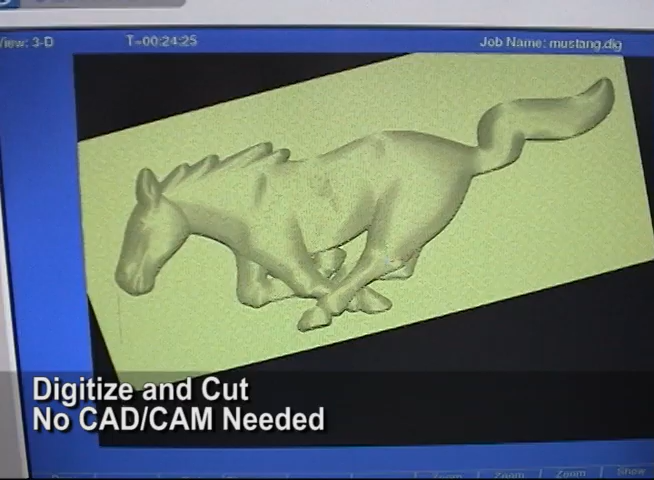 View: 3-D T=00:24:25 Job Name: mustang.dig
Digitize and Cut
No CAD/CAM Needed
Zoom Zoom Zoom Show